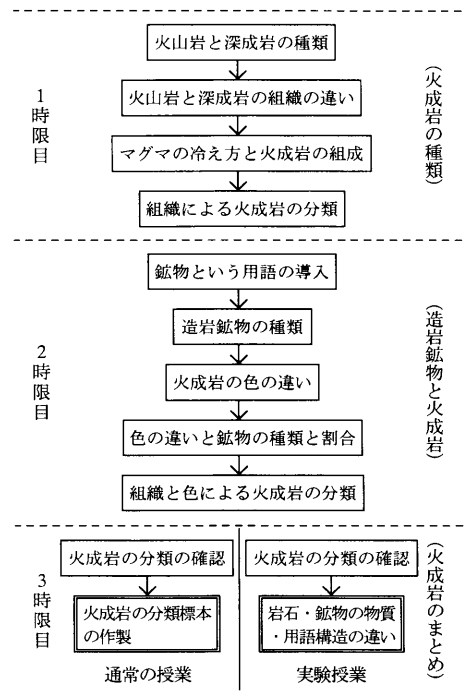 1時限目
火山岩と深成岩の種類
火山岩と深成岩の組織の違い
マグマの冷え方と火成岩の組成
組織による火成岩の分類
(火成岩の種類)
2時限目
鉱物という用語の導入
造岩鉱物の種類
火成岩の色の違い
色の違いと鉱物の種類と割合
組織と色による火成岩の分類
(造岩鉱物と火成岩)
3時限目
火成岩の分類の確認
火成岩の分類標本
の作製
通常の授業
火成岩の分類の確認
岩石・鉱物の物質
・用語構造の違い
実験授業
(火成岩のまとめ)